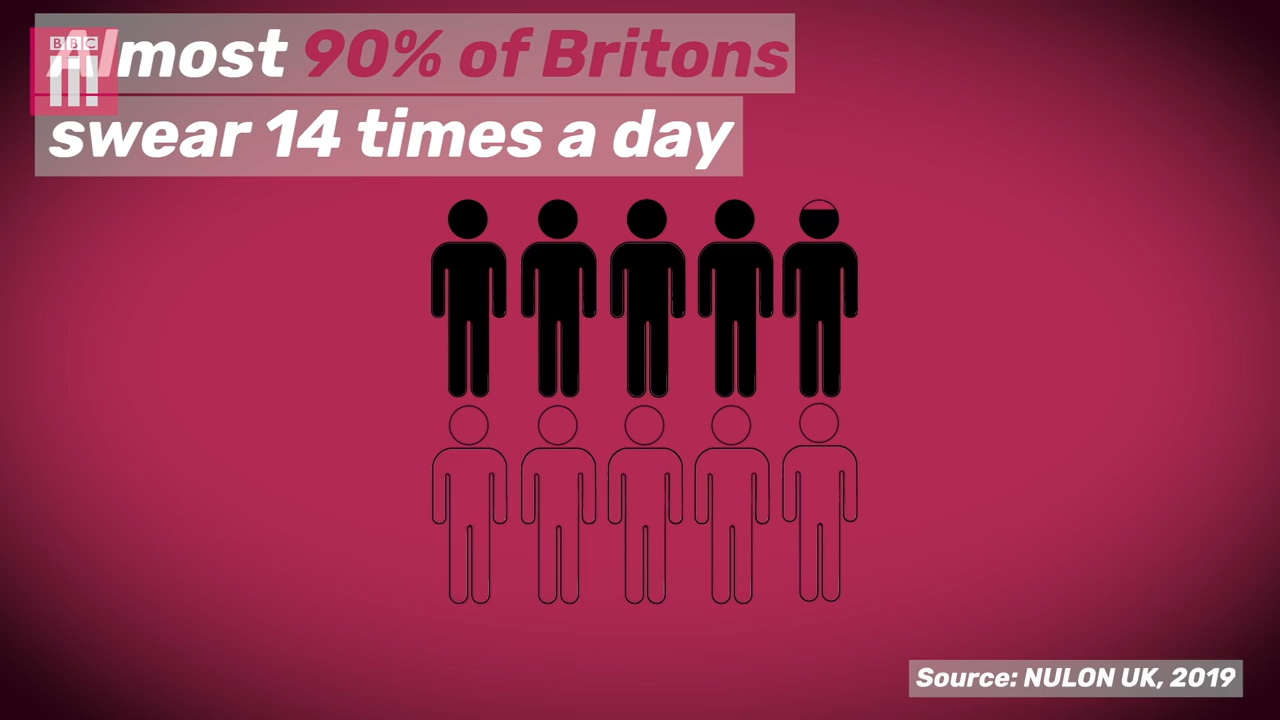 BBC
Almost 90% of Britons
swear 14 times a day
Source: NULON UK, 2019